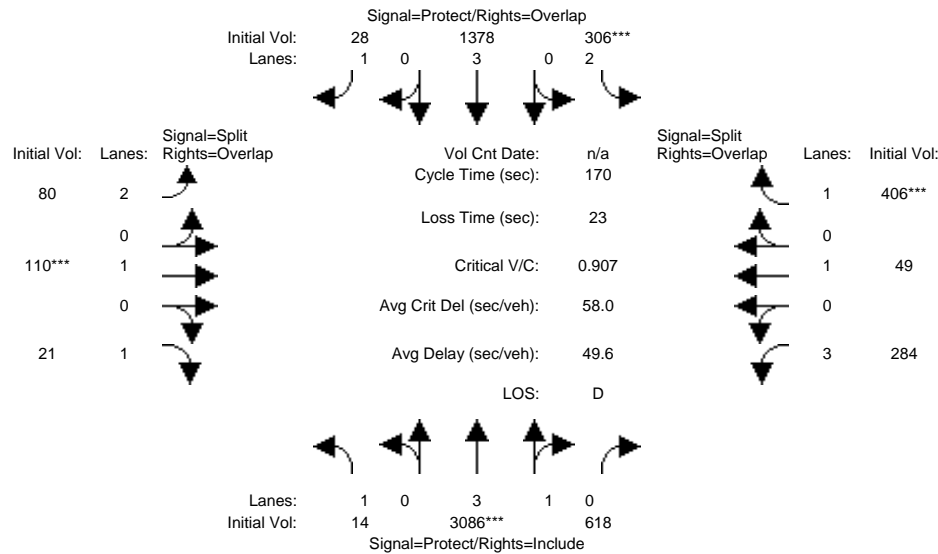 Signal=Protect/Rights=Overlap
Initial Vol: 28 1378 306***
Lanes: 1 0 3 0 2
Signal=Split
Rights=Overlap
Initial Vol: Lanes:
80 2
0
110*** 1
0
21 1
Vol Cnt Date: n/a
Cycle Time (sec): 170
Loss Time (sec): 23
Critical V/C: 0.907
Avg Crit Del (sec/veh): 58.0
Avg Delay (sec/veh): 49.6
LOS: D
Signal=Split
Rights=Overlap
Lanes: Initial Vol:
1 406***
0
1 49
0
3 284
Lanes: 1 0 3 1 0
Initial Vol: 14 3086*** 618
Signal=Protect/Rights=Include